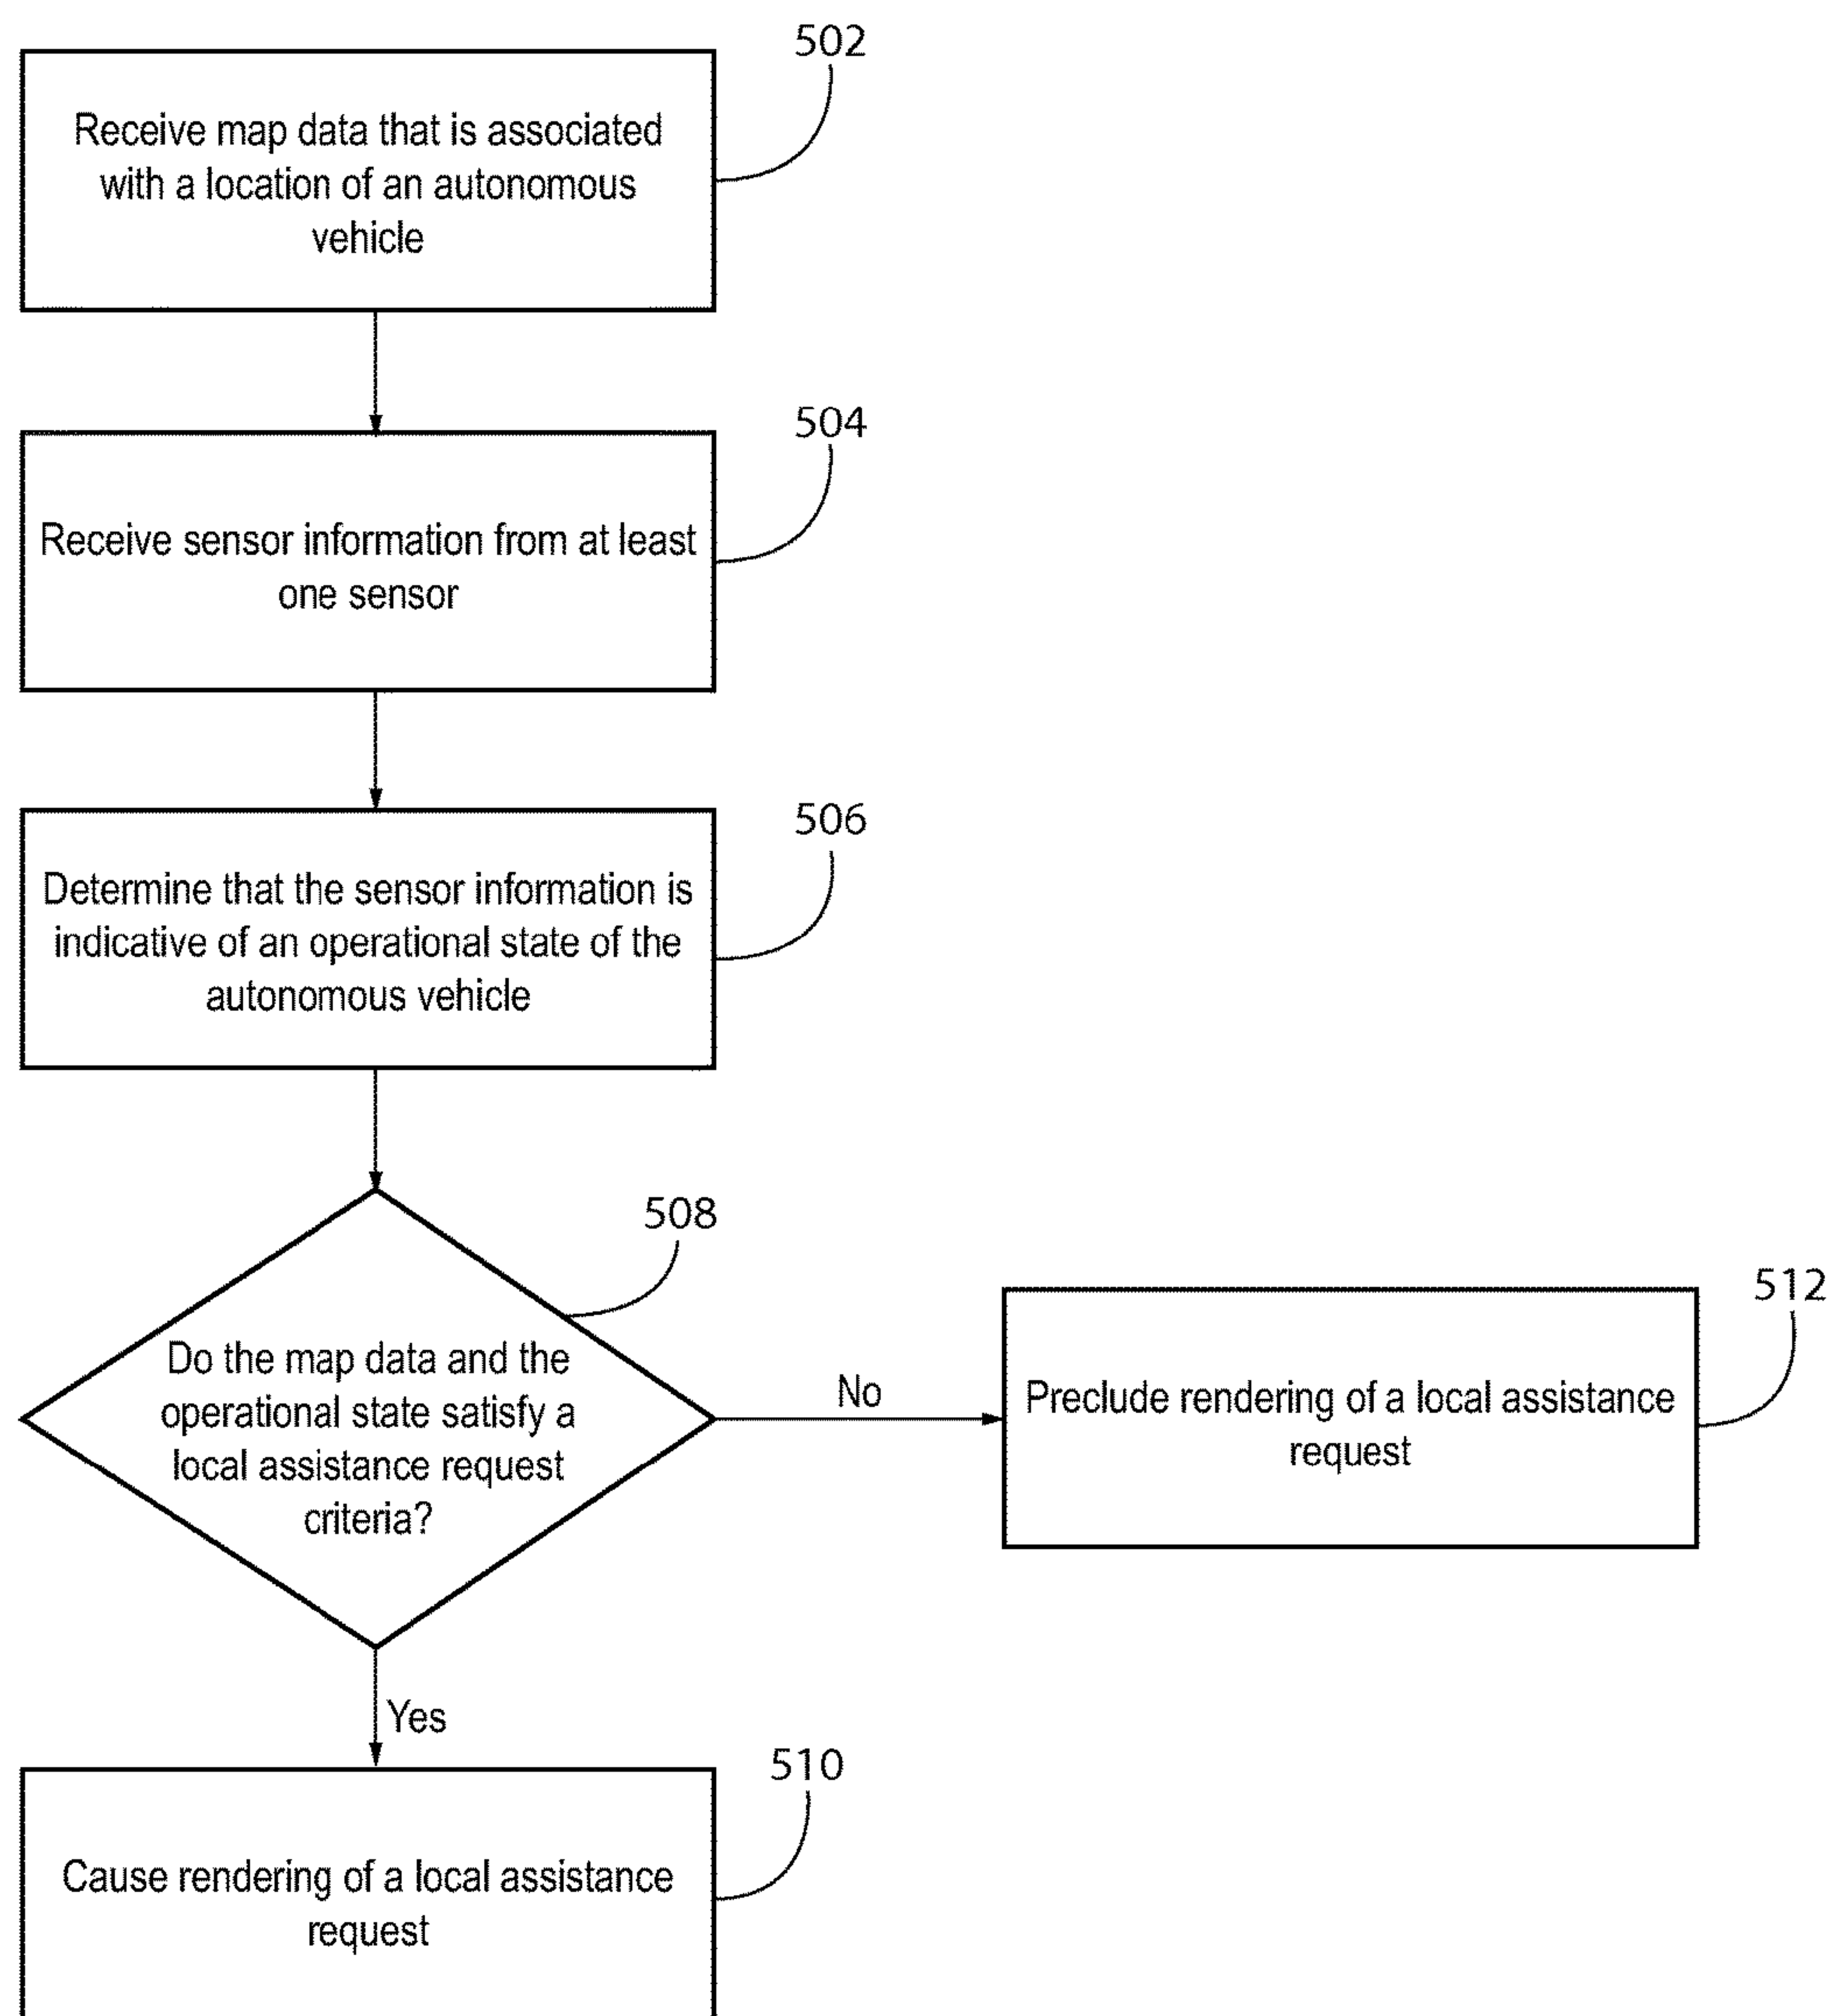 502
Receive map data that is associated
with a location of an autonomous
vehicle
504
Receive sensor information from at least
one sensor
506
Determine that the sensor information is
indicative of an operational state of the
autonomous vehicle
508
Do the map data and the
operational state satisfy a
local assistance request
criteria?
No
512
Preclude rendering of a local assistance
request
Yes
510
Cause rendering of a local assistance
request